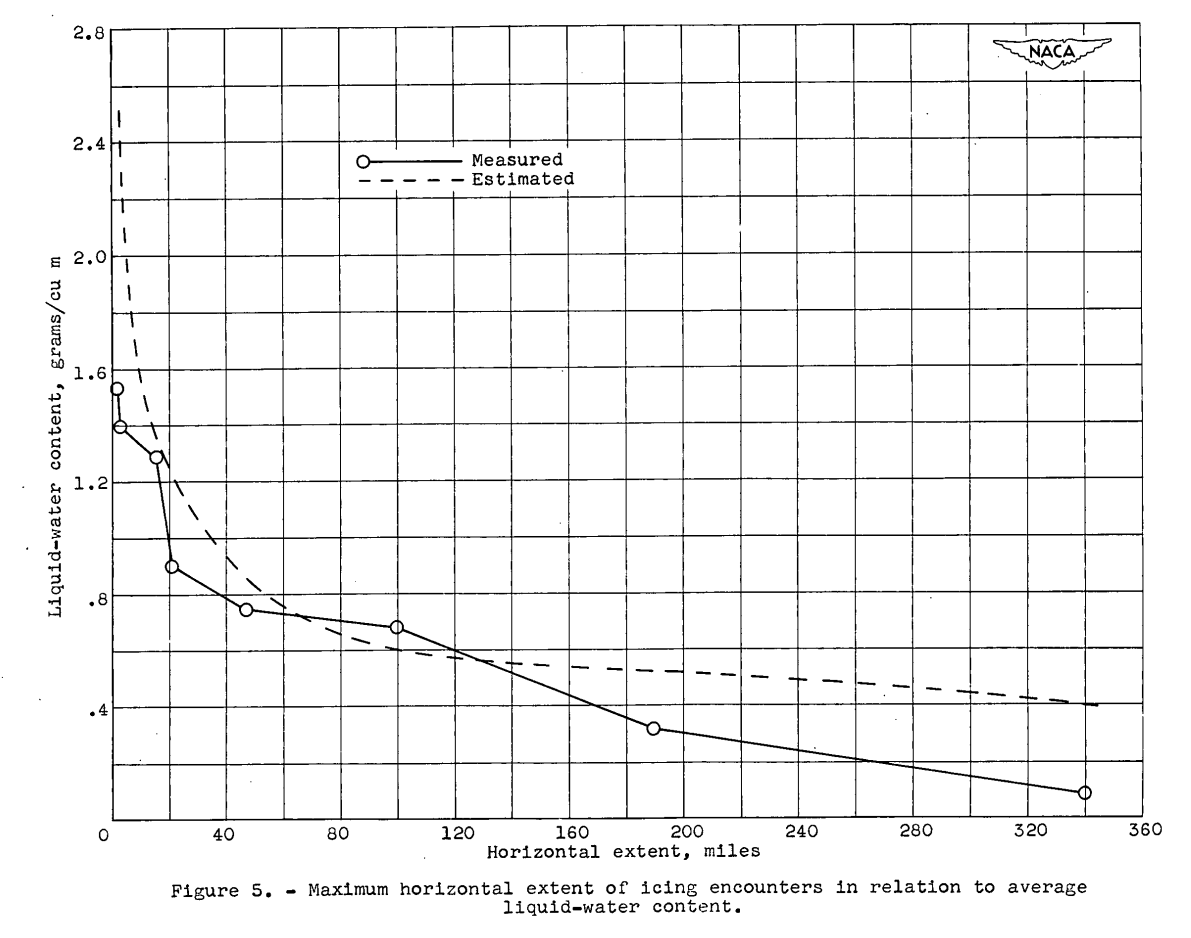 2.8
NACA
2.4
Measured
Estimated
2.0
1.6
1.2
.8
.4
Liquid-water content, grams/cu m
0 40 80 120 160 200 240 280 320 360
Horizontal extent, miles
Figure 5. - Maximum horizontal extent of icing encounters in relation to average
liquid-water content.